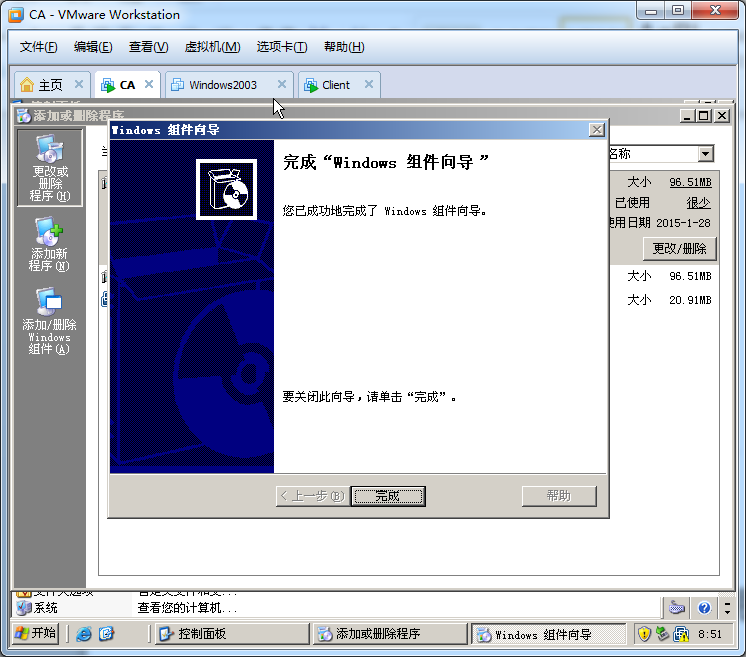 CA - VMware Workstation
文件(F) 编辑(E) 查看(V) 虚拟机(M) 选项卡(T) 帮助(H)
主页 CA Windows2003 Client
添加或删除程序
Windows 组件向导
更改或
删除
程序(H)
添加新
程序(N)
添加/删除
Windows
组件(A)
完成“Windows 组件向导 ”
您已成功地完成了 Windows 组件向导。
要关闭此向导，请单击“完成”。
< 上一步(B) 完成 帮助
名称
大小 96.51MB
已使用 很少
使用日期 2015-1-28
更改/删除
大小 96.51MB
大小 20.91MB
系统 查看您的计算机...
开始 控制面板 添加或删除程序 Windows 组件向导 8:51